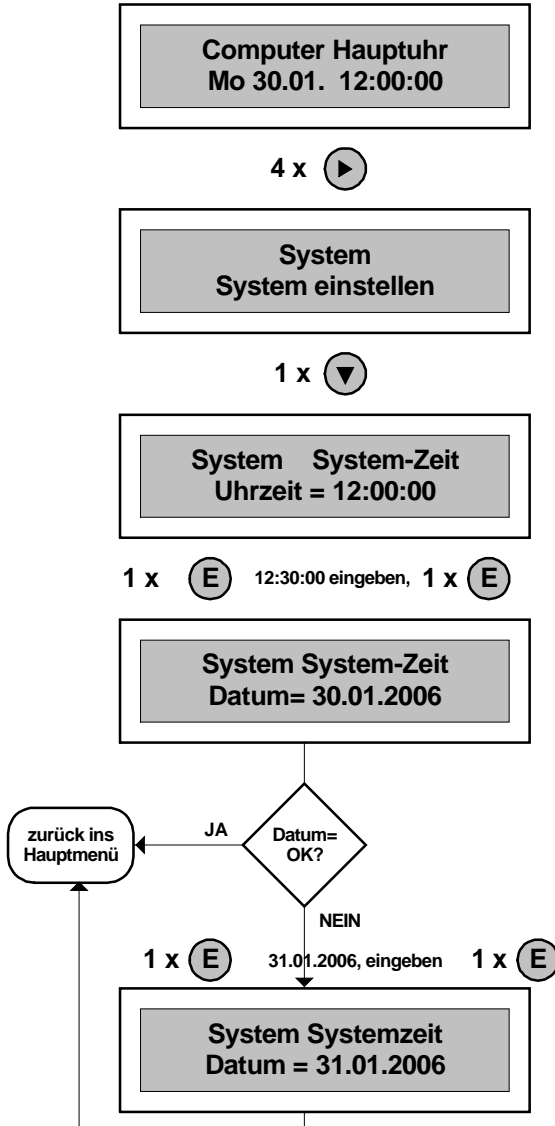 Computer Hauptuhr
Mo 30.01. 12:00:00
4 x
System
System einstellen
1 x
System System-Zeit
Uhrzeit = 12:00:00
1 x E 12:30:00 eingeben, 1 x E
System System-Zeit
Datum= 30.01.2006
zurück ins
Hauptmenü
JA
Datum=
OK?
NEIN
1 x E 31.01.2006, eingeben 1 x E
System Systemzeit
Datum = 31.01.2006